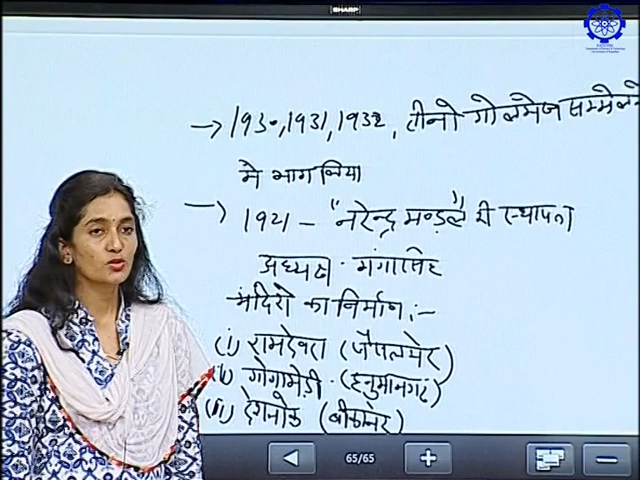 SHARP
→ 1930, 1931, 1932, तीनो गोलमेज सम्मेलनो
मे भाग लिया
→ 1921 - "नरेन्द्र मण्डल" की स्थापना
अध्यक्ष - गंगासिंह
मंदिरो का निर्माण :-
(i) रामदेवरा (जैसलमेर)
(ii) गोगामेड़ी - (हनुमानगढ़)
(iii) देशनोक (बीकानेर)
65/65